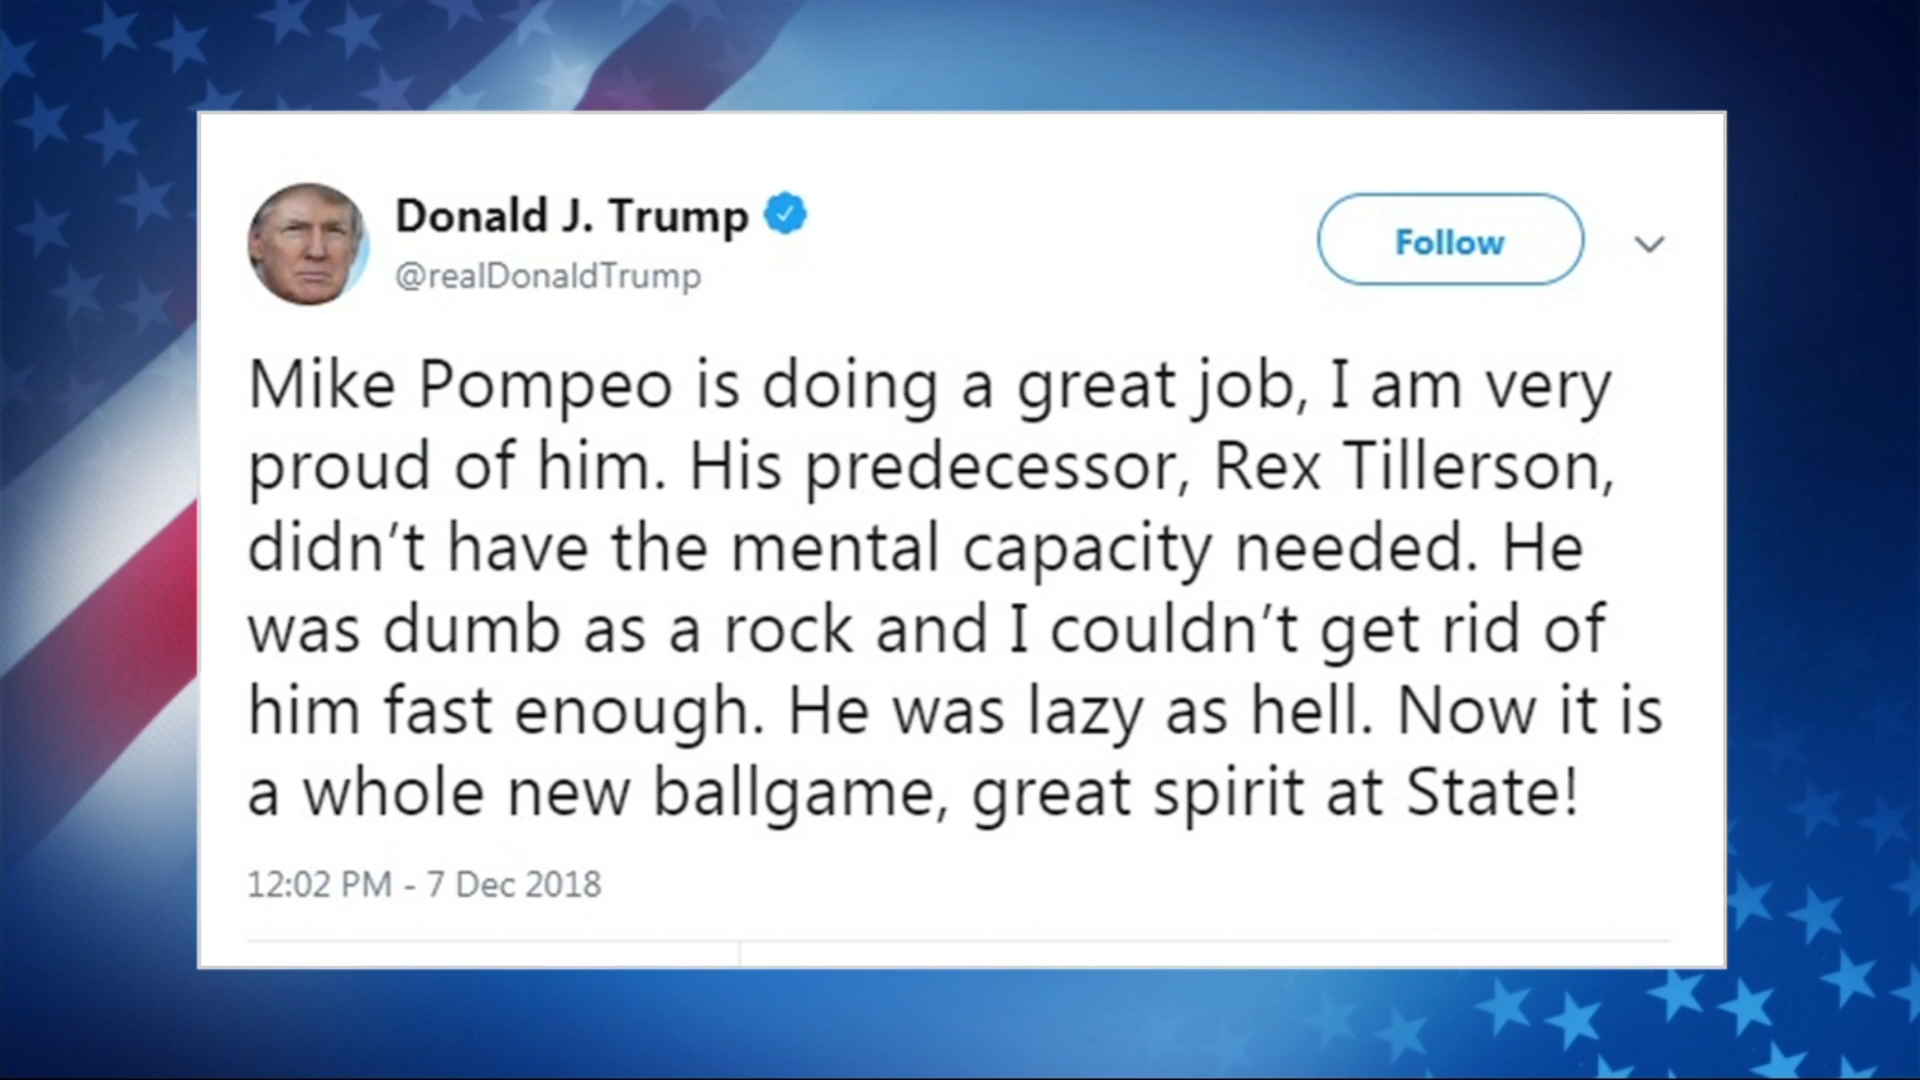 Donald J. Trump
@realDonaldTrump
Follow
Mike Pompeo is doing a great job, I am very
proud of him. His predecessor, Rex Tillerson,
didn’t have the mental capacity needed. He
was dumb as a rock and I couldn’t get rid of
him fast enough. He was lazy as hell. Now it is
a whole new ballgame, great spirit at State!
12:02 PM - 7 Dec 2018